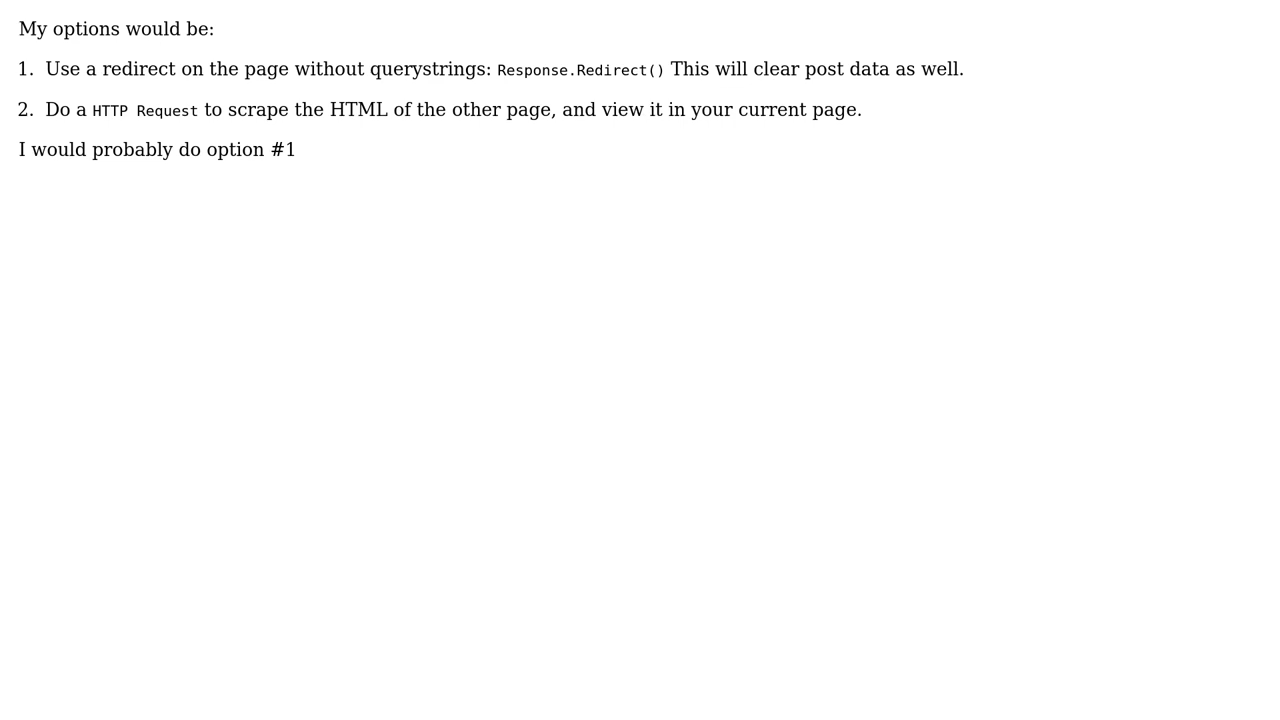 My options would be:
1. Use a redirect on the page without querystrings: Response.Redirect() This will clear post data as well.
2. Do a HTTP Request to scrape the HTML of the other page, and view it in your current page.
I would probably do option #1